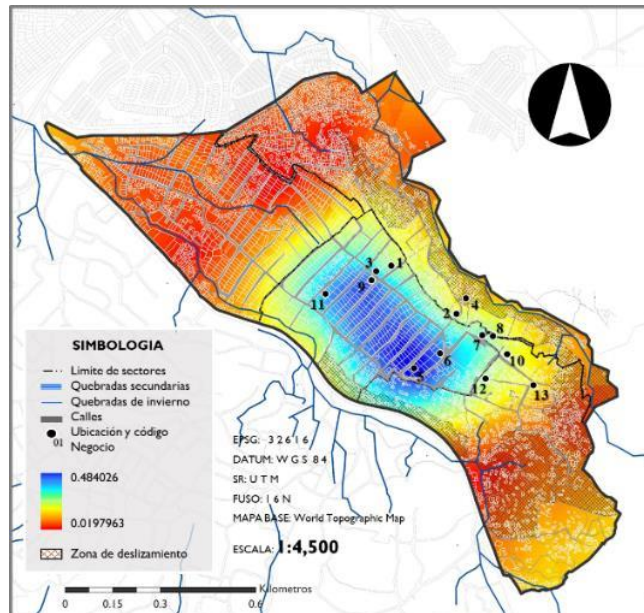 3
1
9
11
4
2
7
8
6
10
12
13
SIMBOLOGIA
Limite de sectores
Quebradas secundarias
Quebradas de invierno
Calles
Ubicación y código
01 Negocio
0.484026
0.0197963
Zona de deslizamiento
EPSG: 32616
DATUM: WGS 84
SR: UTM
FUSO: 16N
MAPA BASE: World Topographic Map
ESCALA: 1:4,500
Kilometros
0 0.15 0.3 0.6